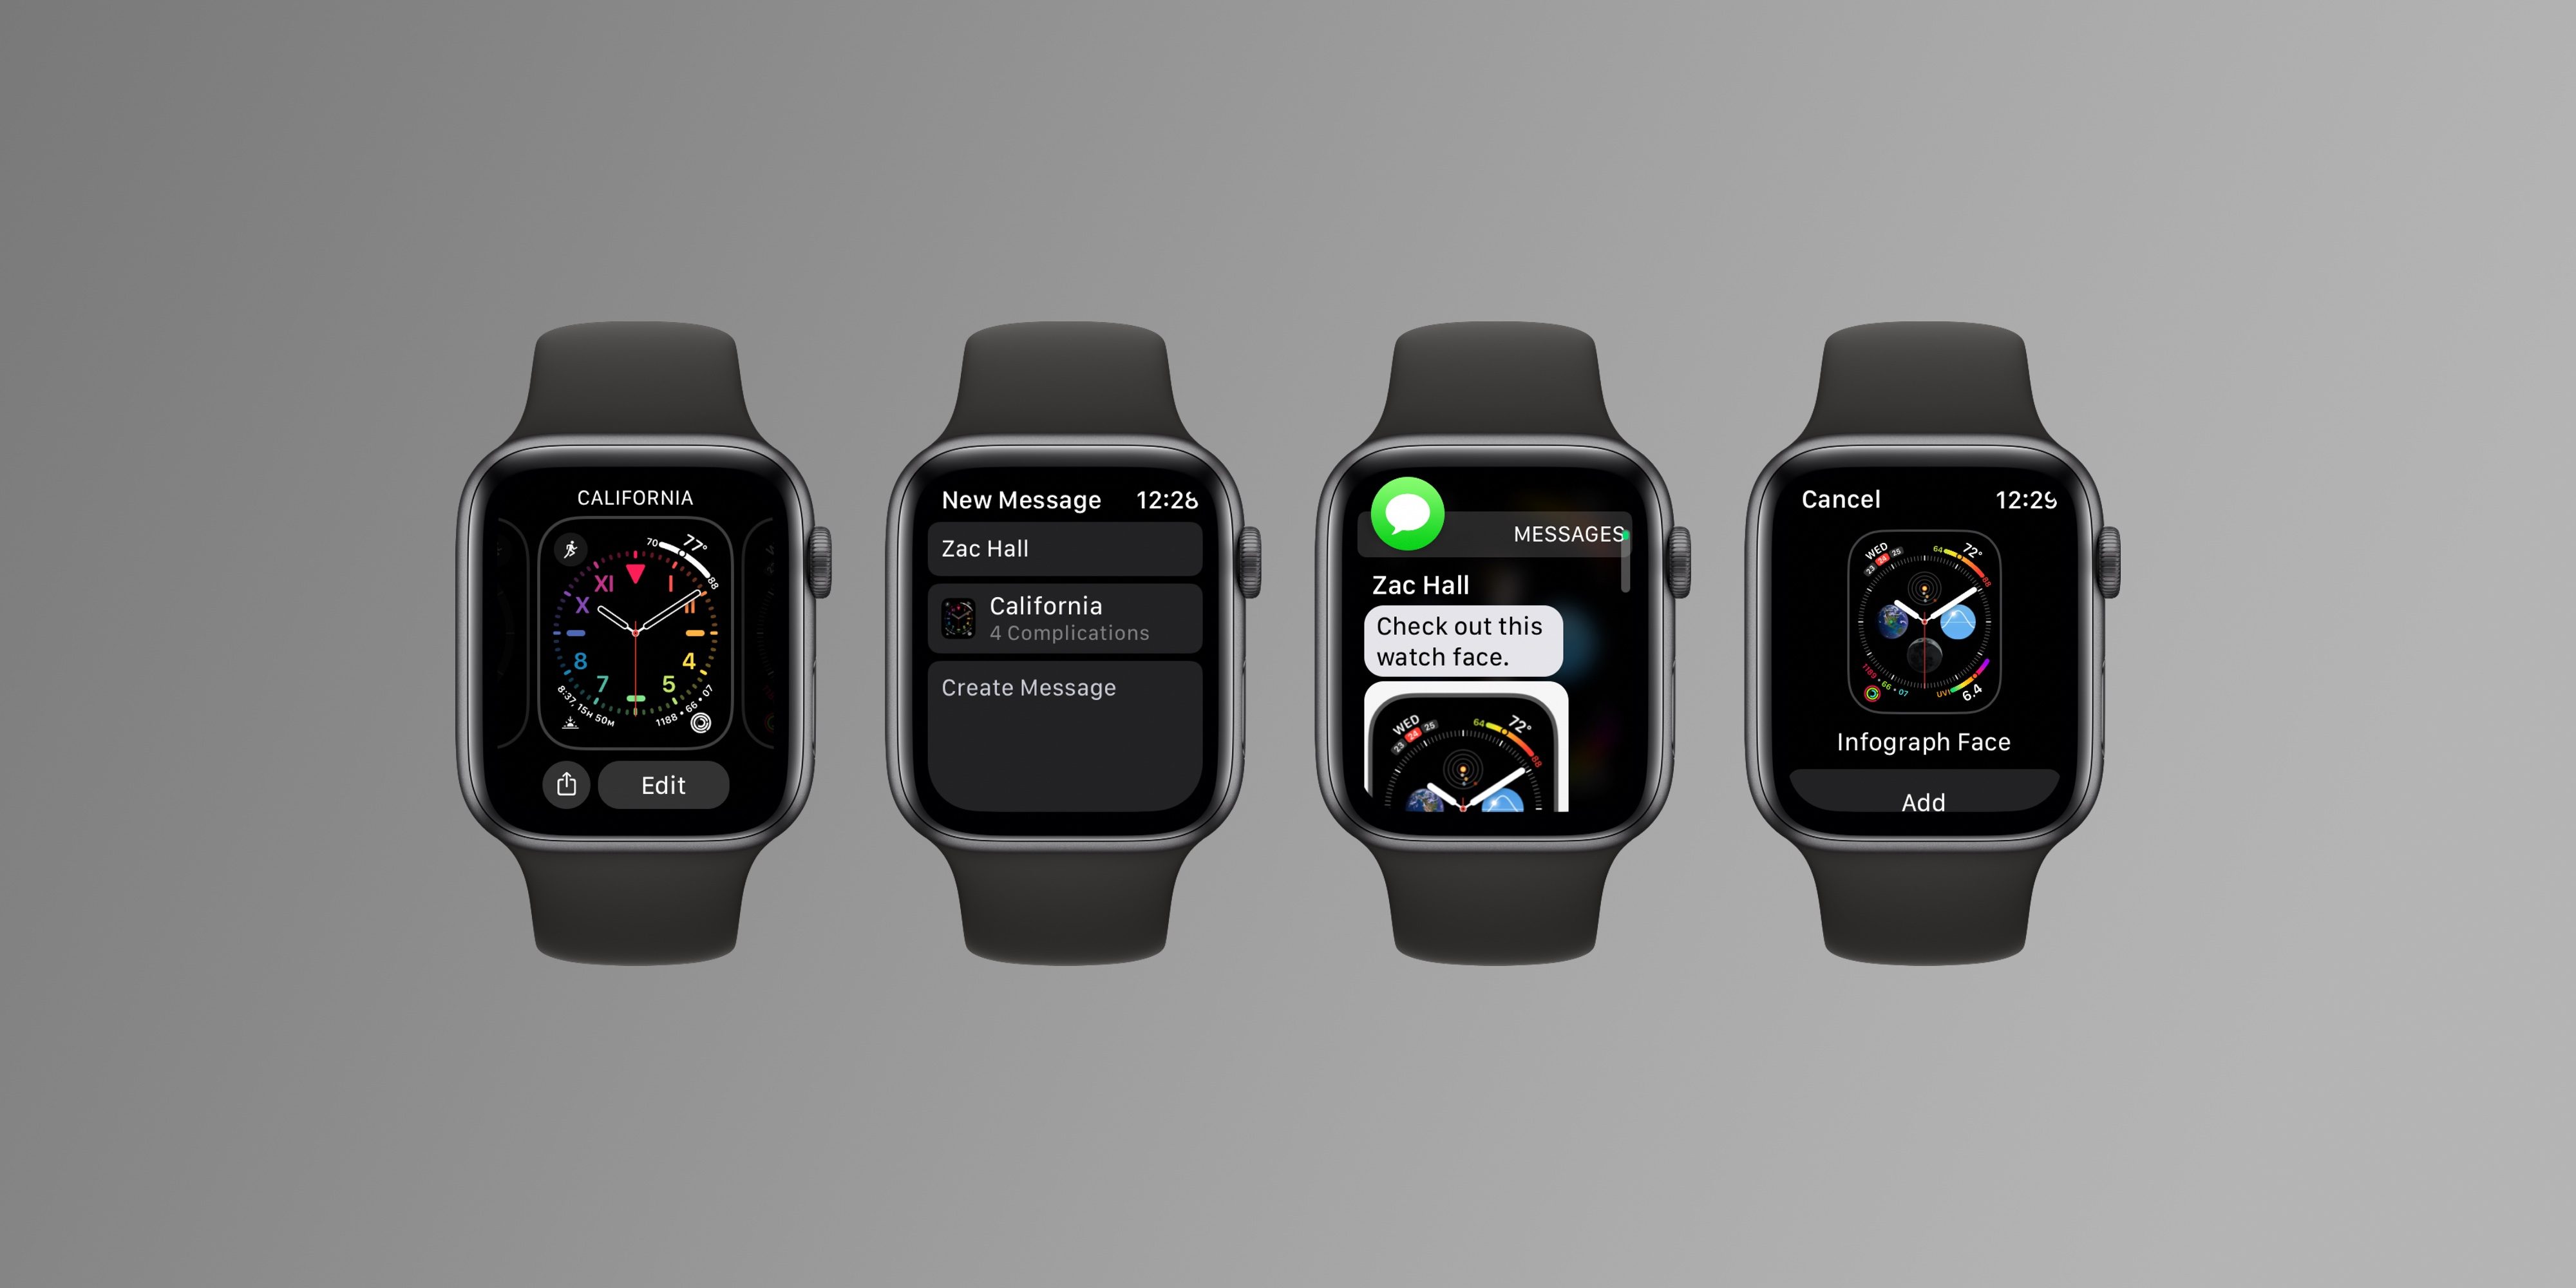 CALIFORNIA
70 77° 88
XI I
X II
8 4
7 5
8:37, 15H 50M
1188 • 66 • 07
Edit
New Message 12:28
Zac Hall
California
4 Complications
Create Message
MESSAGES
Zac Hall
Check out this
watch face.
WED
23 24 25
64 72° 88
Cancel 12:29
WED
23 24 25
64 72° 88
1189 • 66 • 07
UVI 6.4
Infograph Face
Add